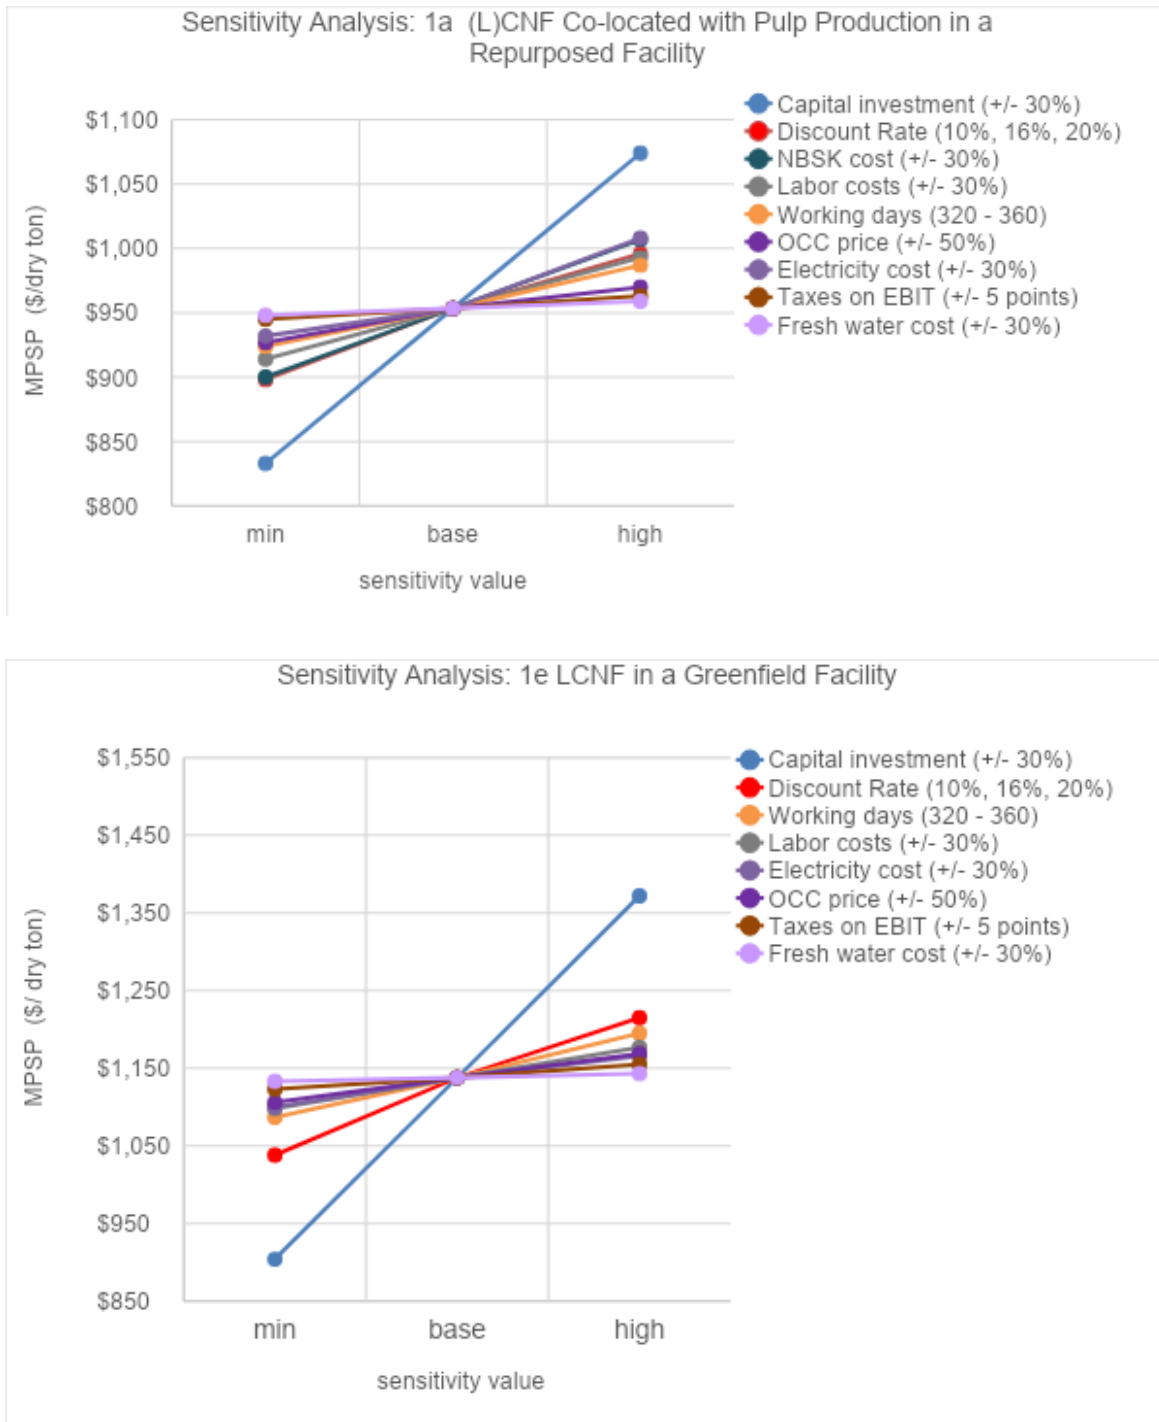 Sensitivity Analysis: 1a (L)CNF Co-located with Pulp Production in a
Repurposed Facility
MPSP ($/dry ton)
$1,100
$1,050
$1,000
$950
$900
$850
$800
min base high
sensitivity value
Capital investment (+/- 30%)
Discount Rate (10%, 16%, 20%)
NBSK cost (+/- 30%)
Labor costs (+/- 30%)
Working days (320 - 360)
OCC price (+/- 50%)
Electricity cost (+/- 30%)
Taxes on EBIT (+/- 5 points)
Fresh water cost (+/- 30%)
Sensitivity Analysis: 1e LCNF in a Greenfield Facility
MPSP ($/ dry ton)
$1,550
$1,450
$1,350
$1,250
$1,150
$1,050
$950
$850
min base high
sensitivity value
Capital investment (+/- 30%)
Discount Rate (10%, 16%, 20%)
Working days (320 - 360)
Labor costs (+/- 30%)
Electricity cost (+/- 30%)
OCC price (+/- 50%)
Taxes on EBIT (+/- 5 points)
Fresh water cost (+/- 30%)